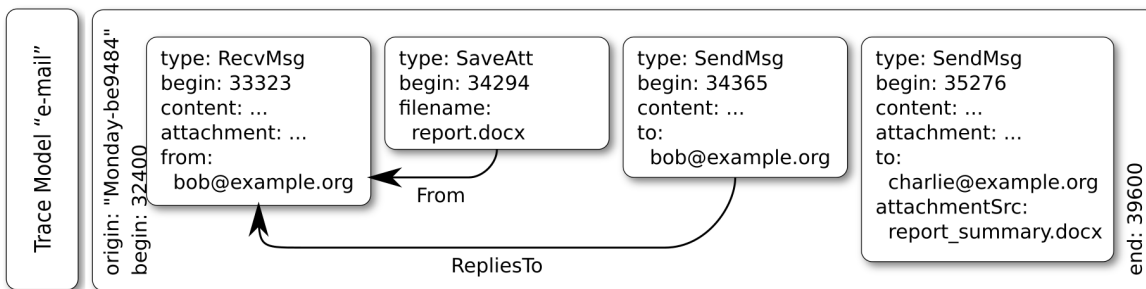 Trace Model “e-mail”
origin: "Monday-be9484"
begin: 32400
type: RecvMsg
begin: 33323
content: ...
attachment: ...
from:
bob@example.org
type: SaveAtt
begin: 34294
filename:
report.docx
From
type: SendMsg
begin: 34365
content: ...
to:
bob@example.org
RepliesTo
type: SendMsg
begin: 35276
content: ...
attachment: ...
to:
charlie@example.org
attachmentSrc:
report_summary.docx
end: 39600